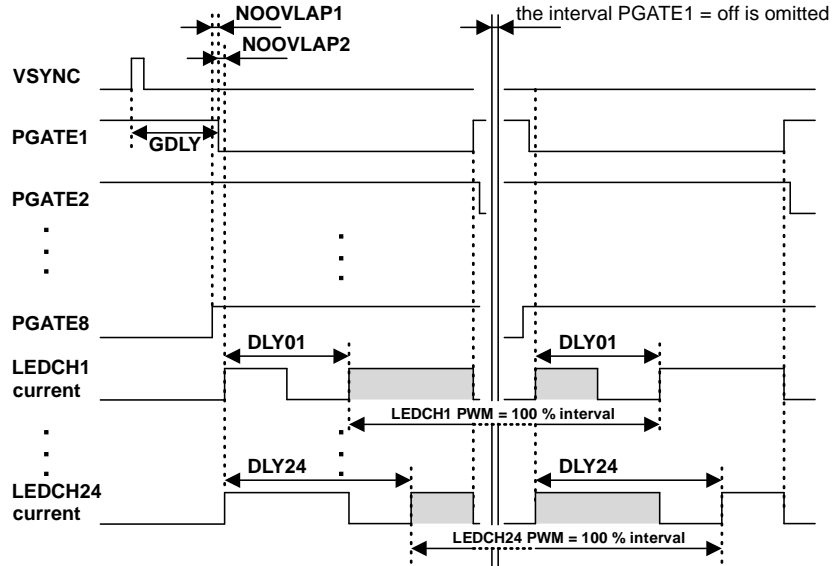 NOOVLAP1
the interval PGATE1 = off is omitted
NOOVLAP2
VSYNC
PGATE1
GDLY
PGATE2
PGATE8
DLY01
DLY01
LEDCH1
current
LEDCH1 PWM = 100 % interval
DLY24
DLY24
LEDCH24
current
LEDCH24 PWM = 100 % interval